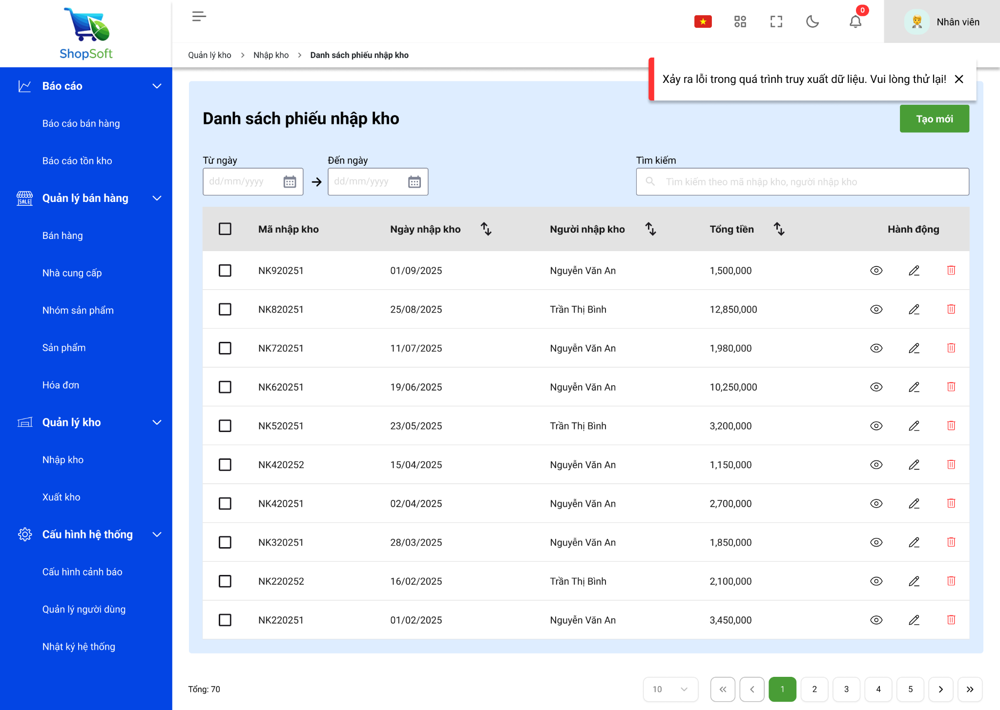 ShopSoft
0
Nhân viên
Quản lý kho > Nhập kho > Danh sách phiếu nhập kho
Xảy ra lỗi trong quá trình truy xuất dữ liệu. Vui lòng thử lại!
Báo cáo
Báo cáo bán hàng
Báo cáo tồn kho
Quản lý bán hàng
SALE
Bán hàng
Nhà cung cấp
Nhóm sản phẩm
Sản phẩm
Hóa đơn
Quản lý kho
Nhập kho
Xuất kho
Cấu hình hệ thống
Cấu hình cảnh báo
Quản lý người dùng
Nhật ký hệ thống
Danh sách phiếu nhập kho
Tạo mới
Từ ngày Đến ngày Tìm kiếm
dd/mm/yyyy dd/mm/yyyy Tìm kiếm theo mã nhập kho, người nhập kho
Mã nhập kho Ngày nhập kho Người nhập kho Tổng tiền Hành động
NK920251 01/09/2025 Nguyễn Văn An 1,500,000
NK820251 25/08/2025 Trần Thị Bình 12,850,000
NK720251 11/07/2025 Nguyễn Văn An 1,980,000
NK620251 19/06/2025 Nguyễn Văn An 10,250,000
NK520251 23/05/2025 Trần Thị Bình 3,200,000
NK420252 15/04/2025 Nguyễn Văn An 1,150,000
NK420251 02/04/2025 Nguyễn Văn An 2,700,000
NK320251 28/03/2025 Nguyễn Văn An 1,850,000
NK220252 16/02/2025 Trần Thị Bình 2,100,000
NK220251 01/02/2025 Nguyễn Văn An 3,450,000
Tổng: 70
10 « < 1 2 3 4 5 > »